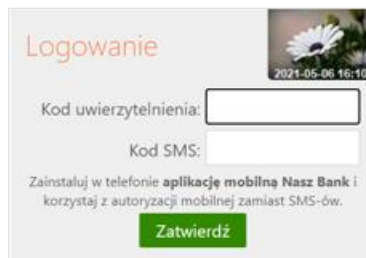 Logowanie
2021-05-06 16:10
Kod uwierzytelnienia:
Kod SMS:
Zainstaluj w telefonie aplikację mobilną Nasz Bank i
korzystaj z autoryzacji mobilnej zamiast SMS-ów.
Zatwierdź